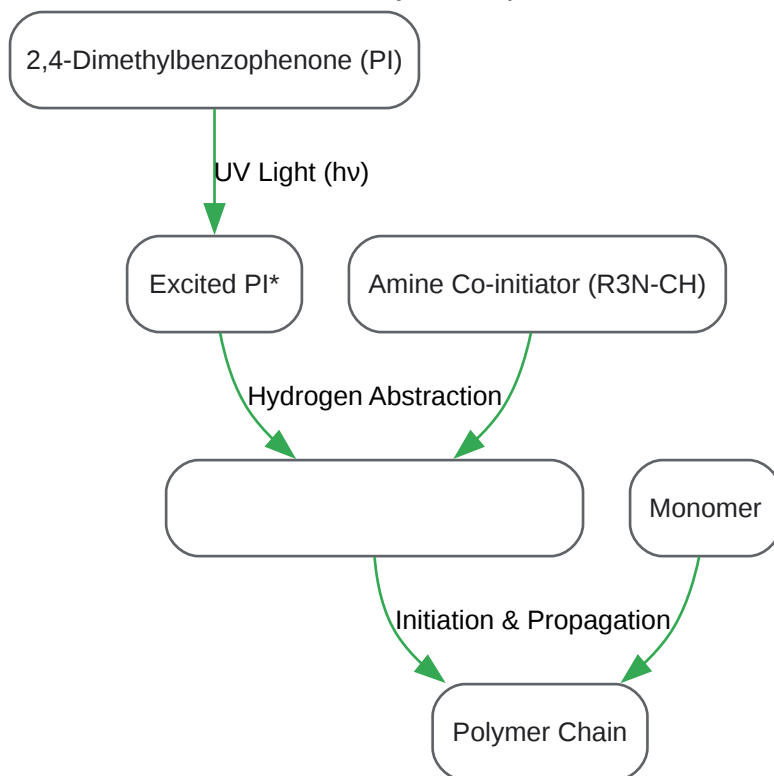 2,4-Dimethylbenzophenone (PI)
UV Light (hν)
Excited PI*
Amine Co-initiator (R3N-CH)
Hydrogen Abstraction
Monomer
Initiation & Propagation
Polymer Chain